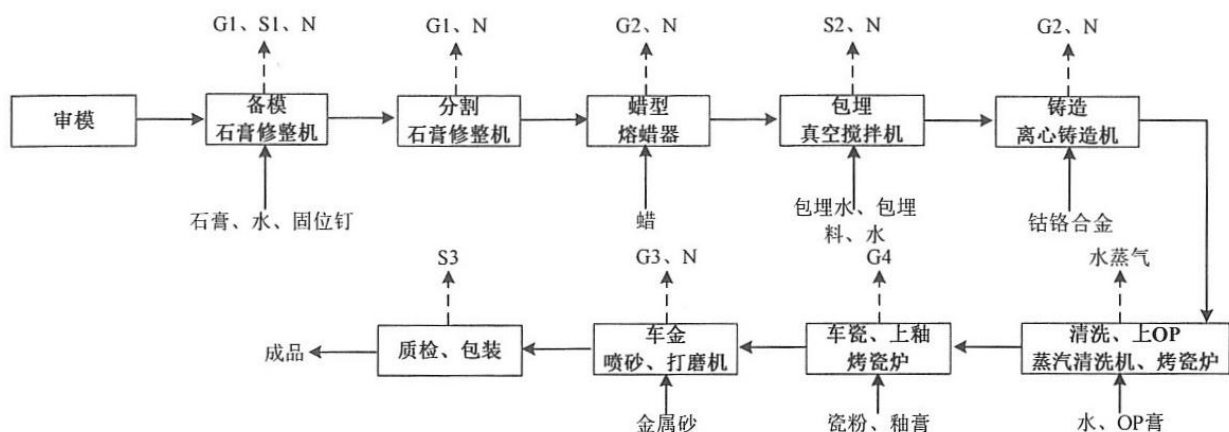 G1、S1、N
G1、N
G2、N
S2、N
G2、N
审模
备模
石膏修整机
分割
石膏修整机
蜡型
熔蜡器
包埋
真空搅拌机
铸造
离心铸造机
石膏、水、固位钉
蜡
包埋水、包埋
料、水
钴铬合金
S3
G3、N
G4
水蒸气
成品
质检、包装
车金
喷砂、打磨机
车瓷、上釉
烤瓷炉
清洗、上OP
蒸汽清洗机、烤瓷炉
金属砂
瓷粉、釉膏
水、OP膏